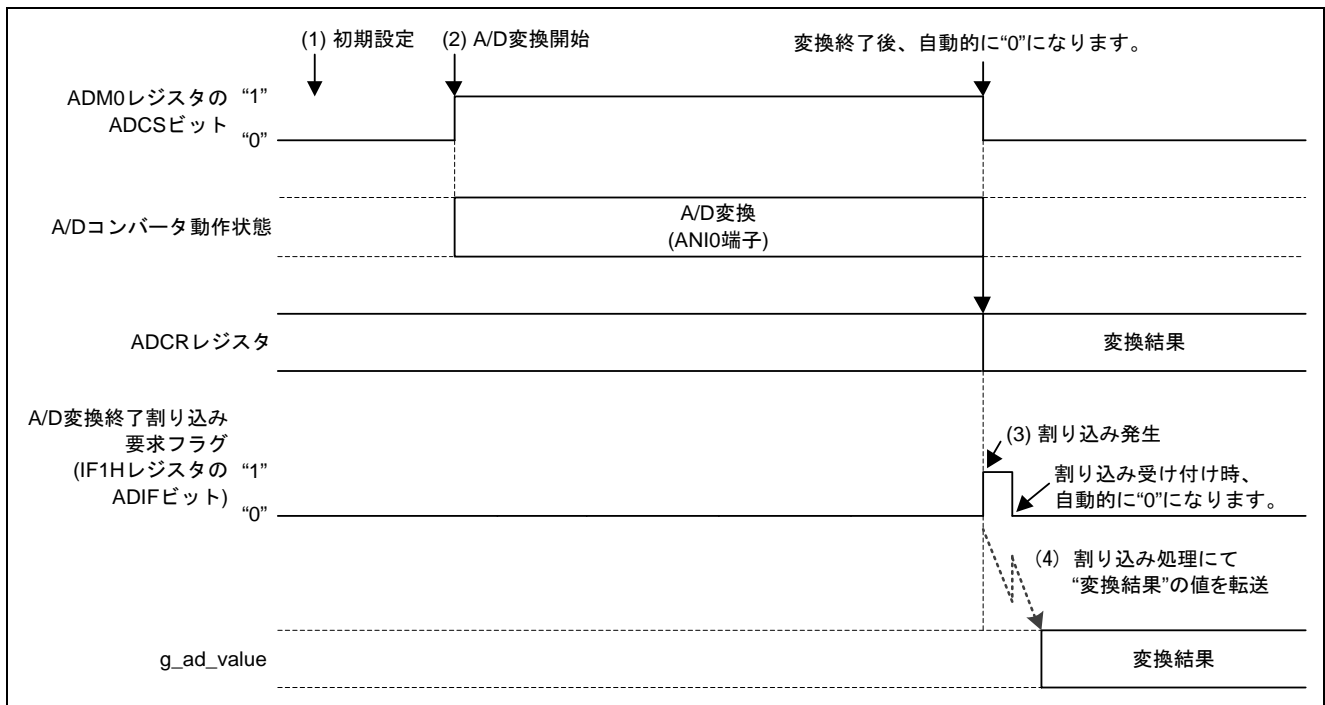 (1) 初期設定
(2) A/D変換開始
変換終了後、自動的に“0”になります。
ADM0レジスタの “1”
ADCSビット
“0”
A/Dコンバータ動作状態
A/D変換
(ANI0端子)
ADCRレジスタ
変換結果
A/D変換終了割り込み
要求フラグ
(IF1Hレジスタの “1”
ADIFビット)
“0”
(3) 割り込み発生
割り込み受け付け時、
自動的に“0”になります。
(4) 割り込み処理にて
“変換結果”の値を転送
g_ad_value
変換結果